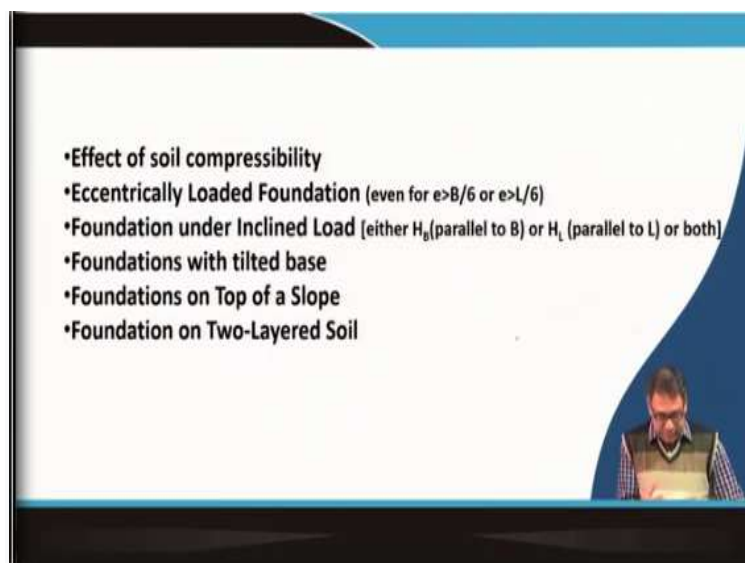 •Effect of soil compressibility
•Eccentrically Loaded Foundation (even for e>B/6 or e>L/6)
•Foundation under Inclined Load [either H_B(parallel to B) or H_L (parallel to L) or both]
•Foundations with tilted base
•Foundations on Top of a Slope
•Foundation on Two-Layered Soil